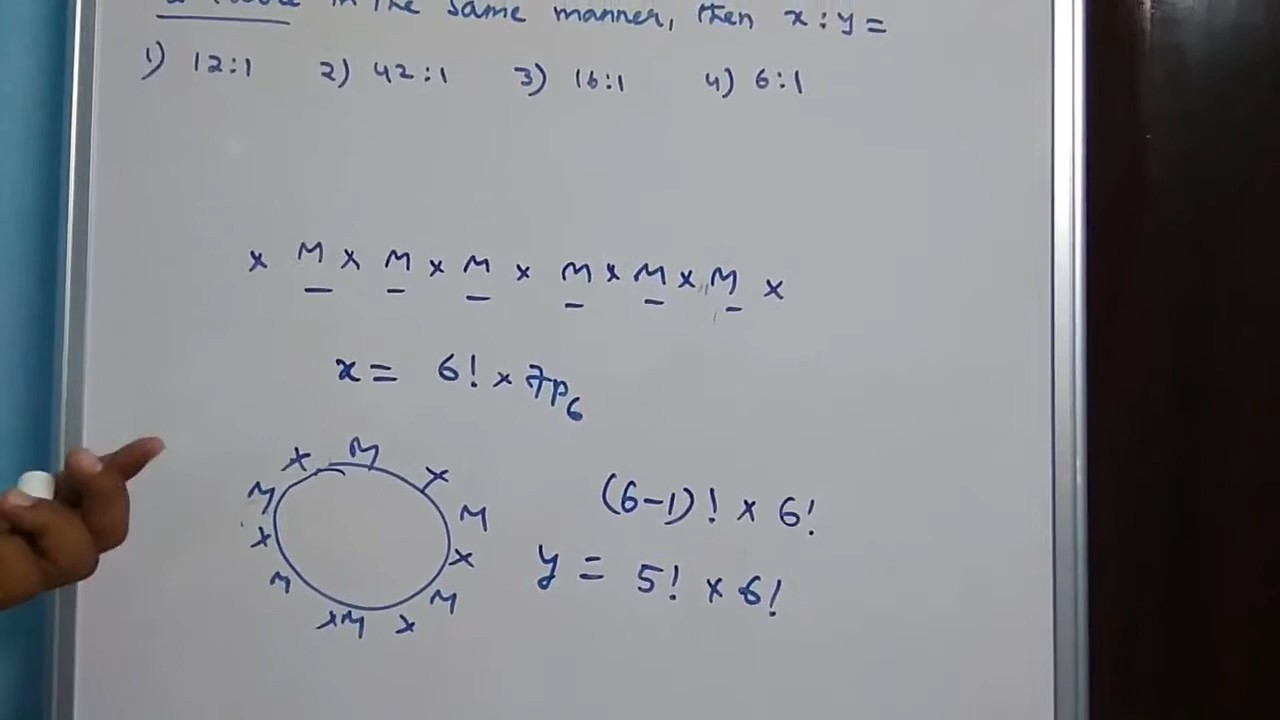 in the same manner, then x : y =
1) 12:1 2) 42:1 3) 16:1 4) 6:1
x M x M x M x M x M x M x
x = 6! x 7P6
x M x M x M x M x M x M
(6-1)! x 6!
y = 5! x 6!